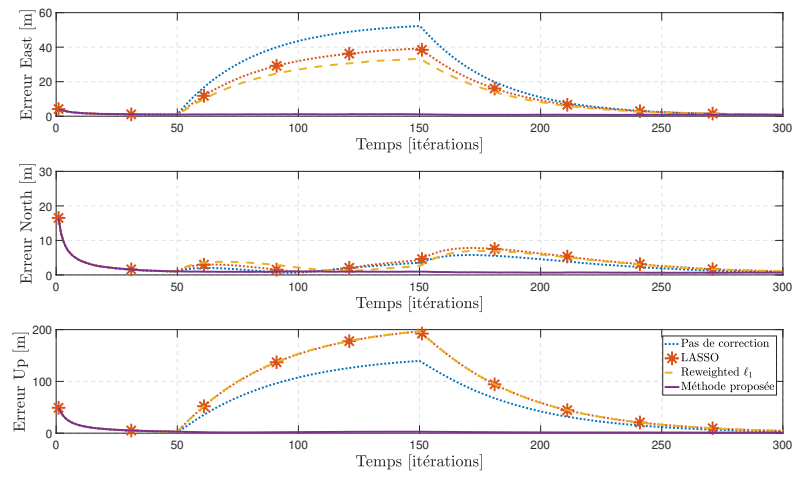 Erreur East [m]
60
40
20
0
0 50 100 150 200 250 300
Temps [itérations]
Erreur North [m]
30
20
10
0
0 50 100 150 200 250 300
Temps [itérations]
Erreur Up [m]
200
100
0
0 50 100 150 200 250 300
Temps [itérations]
Pas de correction
LASSO
Reweighted ℓ₁
Méthode proposée